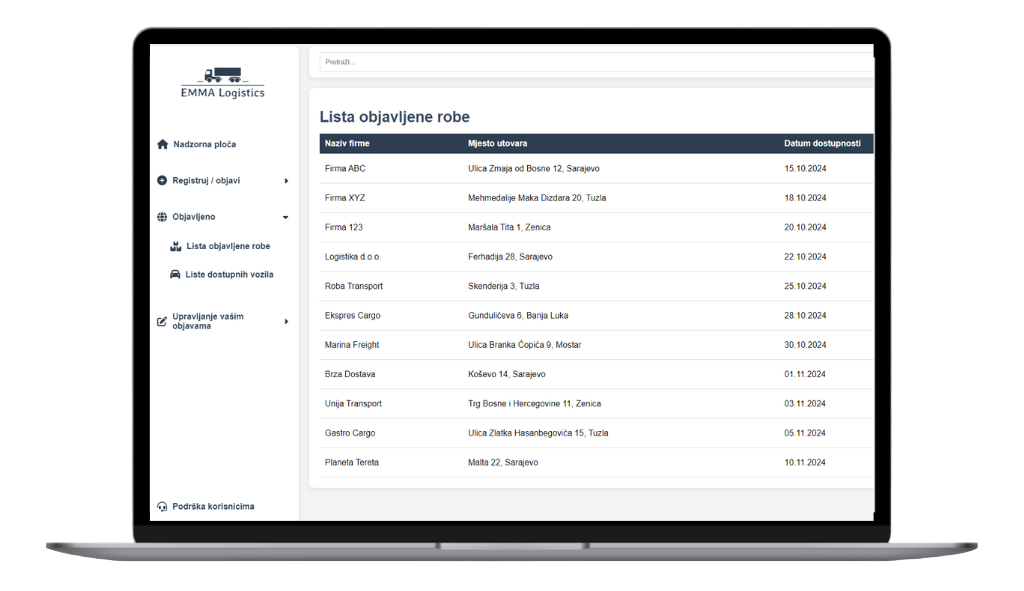 EMMA Logistics
Nadzorna ploča
Registruj / objavi
Objavljeno
Lista objavljene robe
Liste dostupnih vozila
Upravljanje vašim
objavama
Podrška korisnicima
Pretraži...
Lista objavljene robe
Naziv firme Mjesto utovara Datum dostupnosti
Firma ABC Ulica Zmaja od Bosne 12, Sarajevo 15.10.2024
Firma XYZ Mehmedalije Maka Dizdara 20, Tuzla 18.10.2024
Firma 123 Maršala Tita 1, Zenica 20.10.2024
Logistika d.o.o. Ferhadija 28, Sarajevo 22.10.2024
Roba Transport Skenderija 3, Tuzla 25.10.2024
Ekspres Cargo Gundulićeva 6, Banja Luka 28.10.2024
Marina Freight Ulica Branka Ćopića 9, Mostar 30.10.2024
Brza Dostava Koševo 14, Sarajevo 01.11.2024
Unija Transport Trg Bosne i Hercegovine 11, Zenica 03.11.2024
Gastro Cargo Ulica Zlatka Hasanbegovića 15, Tuzla 05.11.2024
Planeta Tereta Malta 22, Sarajevo 10.11.2024